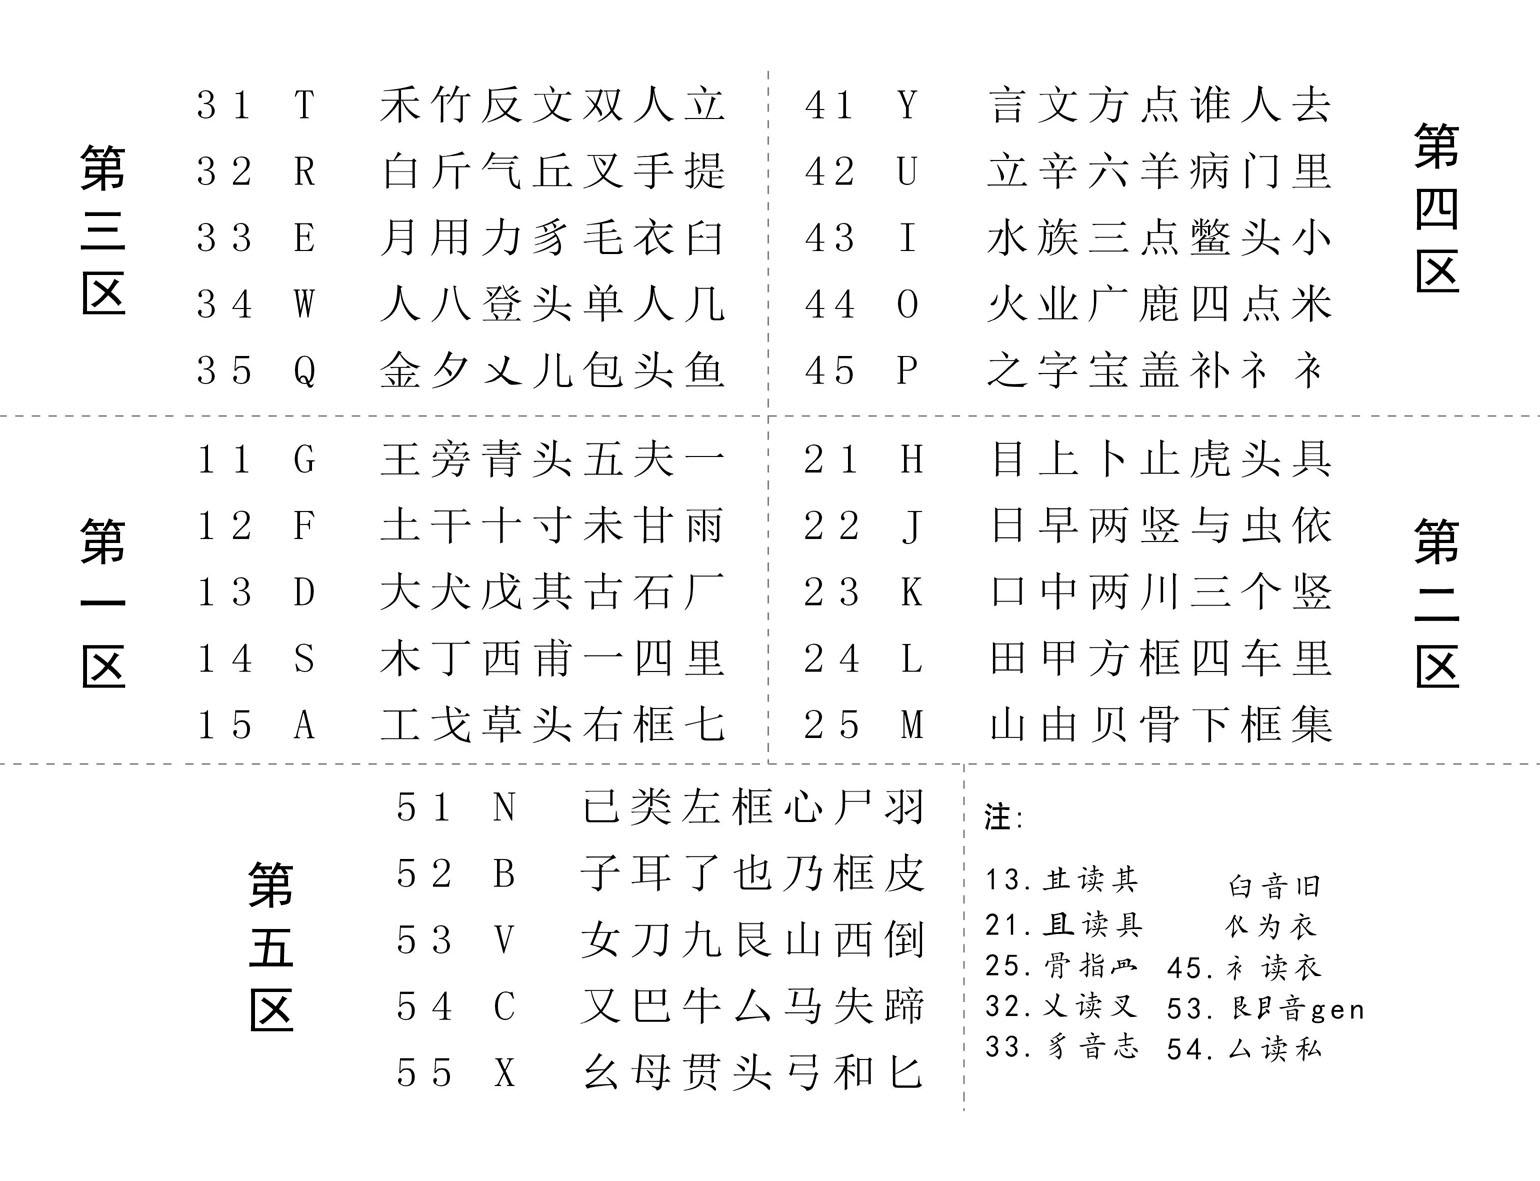 第三区
31 T 禾竹反文双人立
32 R 白斤气丘叉手提
33 E 月用力豸毛衣臼
34 W 人八登头单人几
35 Q 金夕乂儿包头鱼
第四区
41 Y 言文方点谁人去
42 U 立辛六羊病门里
43 I 水族三点鳖头小
44 O 火业广鹿四点米
45 P 之字宝盖补礻衤
第一区
11 G 王旁青头五夫一
12 F 土干十寸未甘雨
13 D 大犬戊其古石厂
14 S 木丁西甫一四里
15 A 工戈草头右框七
第二区
21 H 目上卜止虎头具
22 J 日早两竖与虫依
23 K 口中两川三个竖
24 L 田甲方框四车里
25 M 山由贝骨下框集
第五区
51 N 己类左框心尸羽
52 B 子耳了也乃框皮
53 V 女刀九艮山西倒
54 C 又巴牛厶马失蹄
55 X 幺母贯头弓和匕
注:
13. 读其
21. 且读具
25. 骨指
32. 乂读叉
33. 豸音志
臼音旧
为衣
45. 衤读衣
53. 艮音gen
54. 厶读私